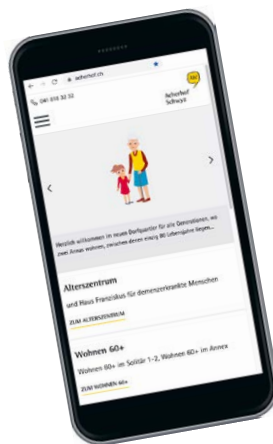 acherhof.ch
041 818 32 32
Acherhof
Schwyz
Herzlich willkommen im neuen Dorfquartier für alle Generationen, wo
zwei Annas wohnen, zwischen denen einzig 80 Lebensjahre liegen...
Alterszentrum
und Haus Franziskus für demenzerkrankte Menschen
ZUM ALTERSZENTRUM
Wohnen 60+
Wohnen 60+ im Solitär 1-2, Wohnen 60+ im Annex
ZUM WOHNEN 60+